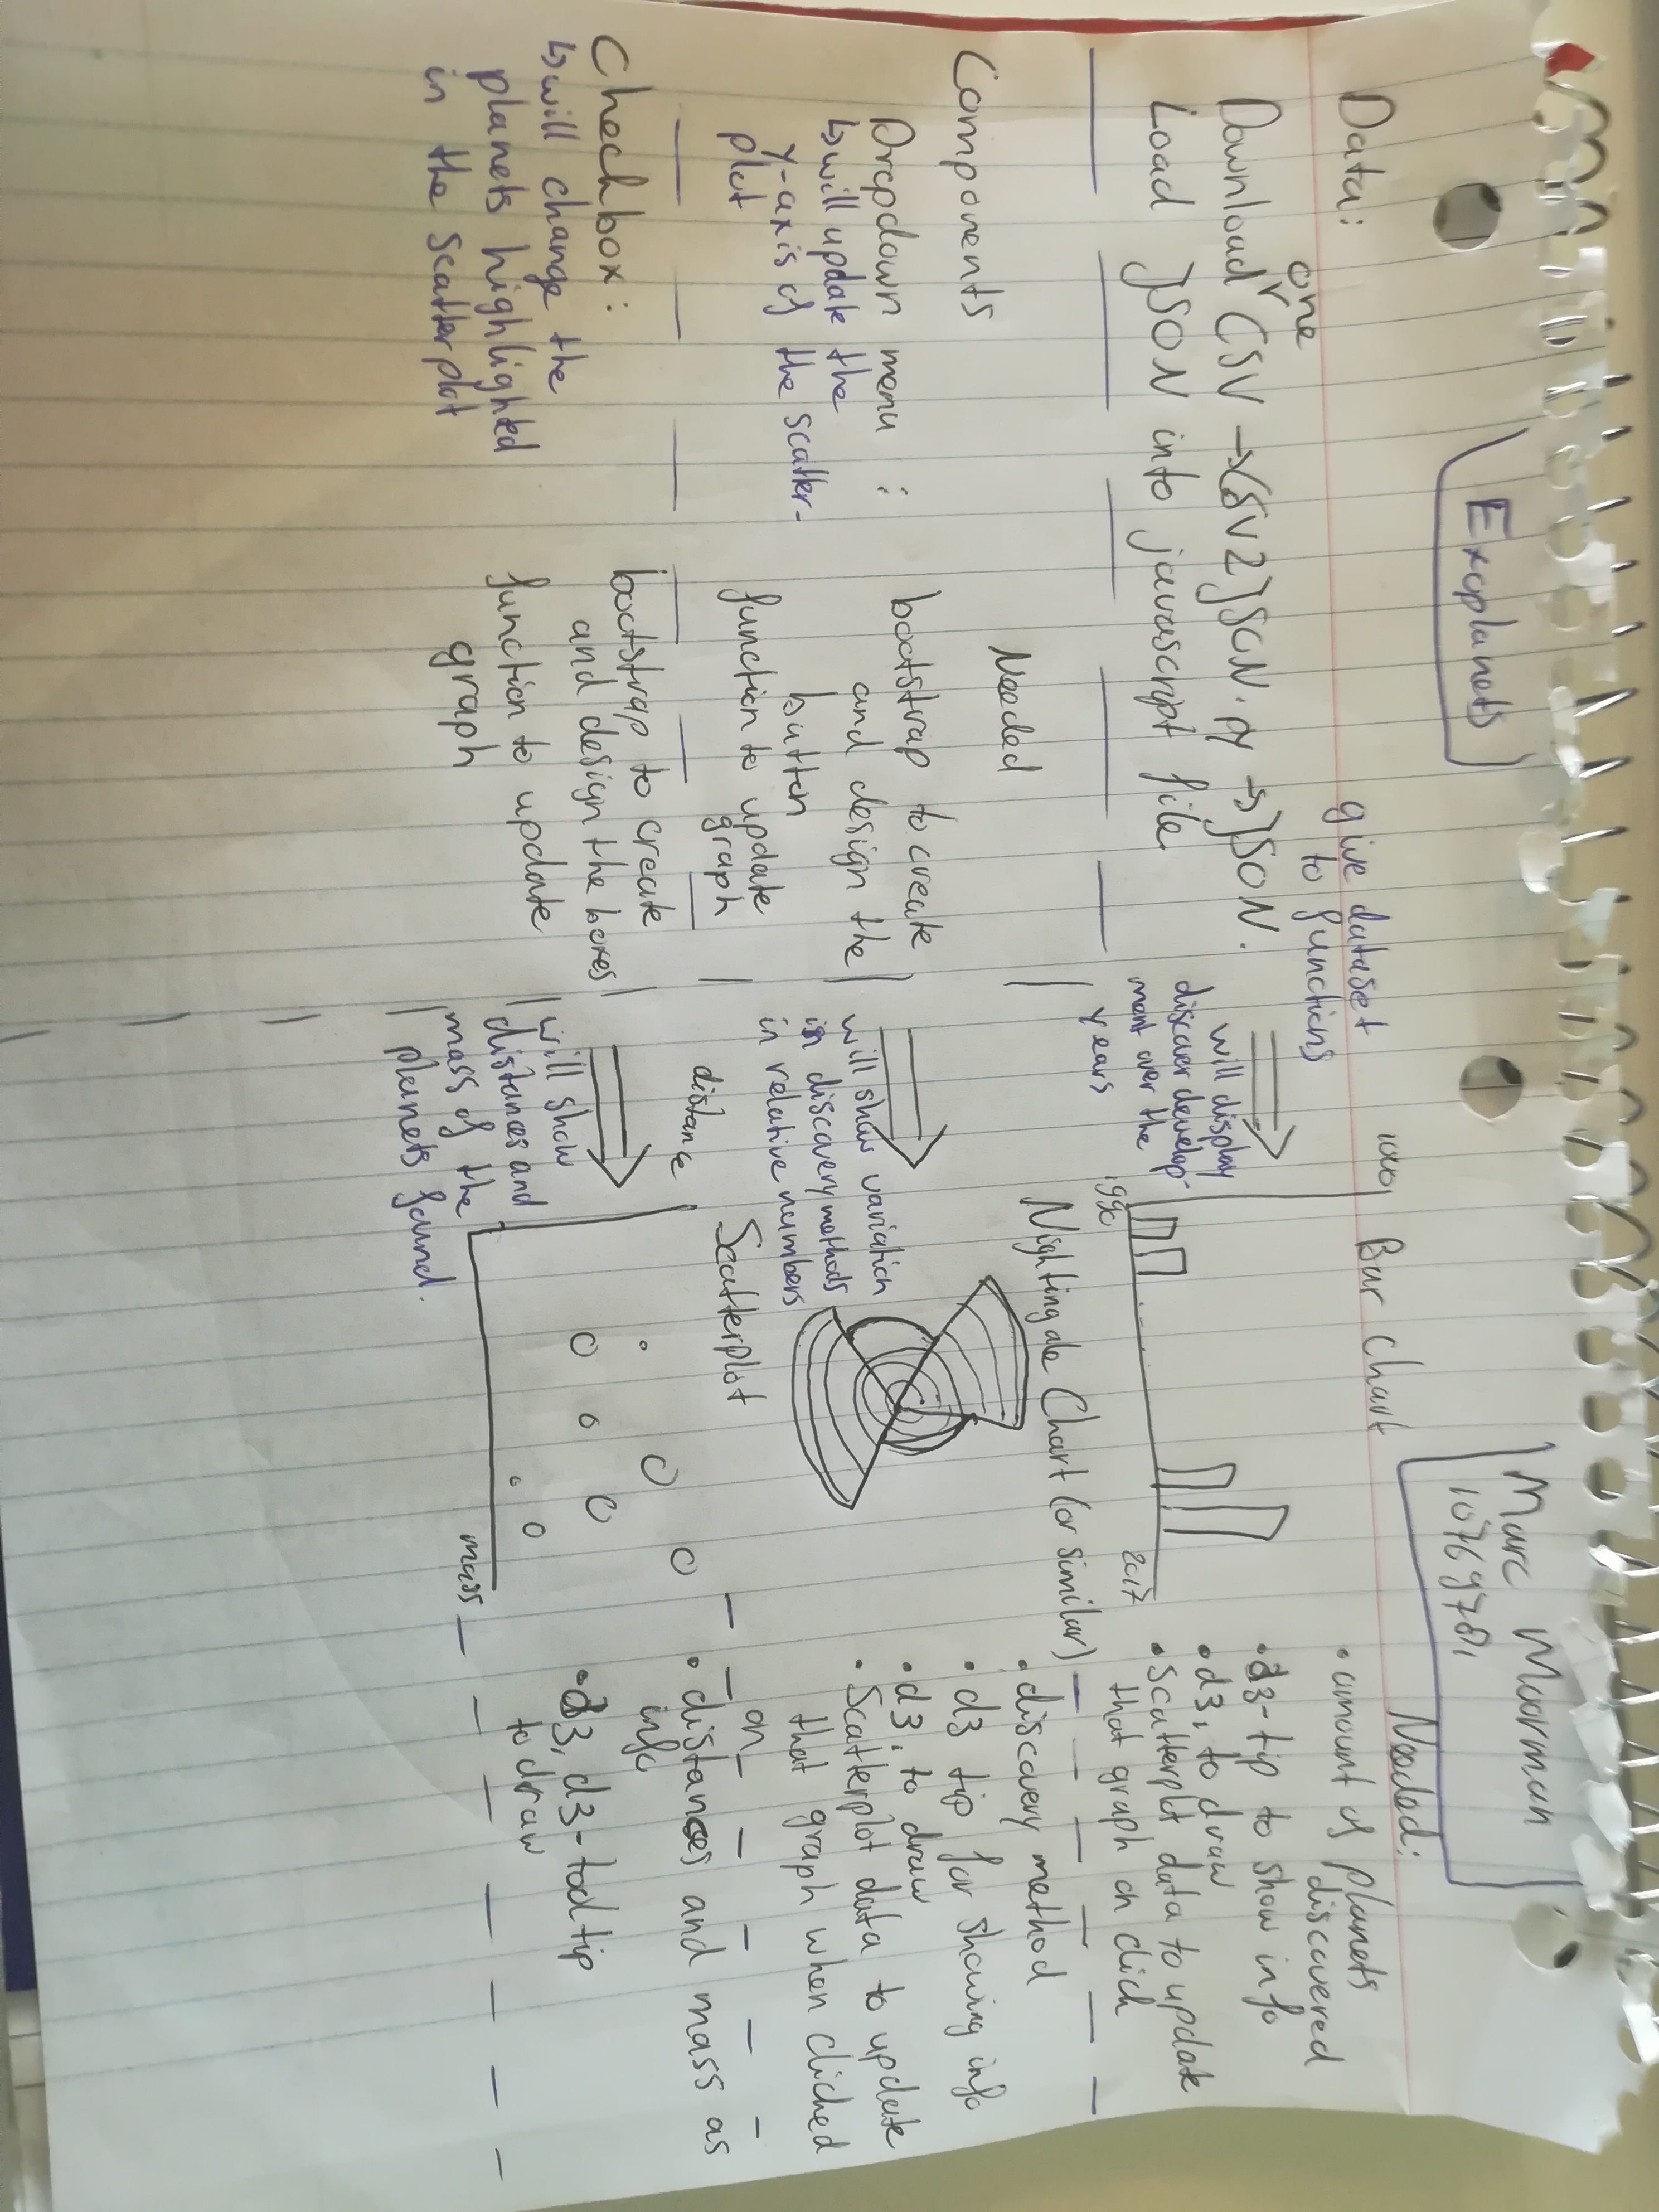 Exoplanets
Marc Moorman
Data:
one
Download CSV → CSV2JSON.py → JSON.
Load JSON into javascript file
give dataset
to functions
will display
discover develop-
ment over the
years
1000
Bar Chart
1990
2017
Needed:
• amount of planets
discovered
• d3-tip to show info
• d3, to draw
• Scatterplot data to update
that graph on click
Components
Needed
Dropdown menu :
↳ will update the
y-axis of the scatter-
plot
bootstrap to create
and design the
button
function to update
graph
Checkbox:
↳ will change the
planets highlighted
in the scatterplot
bootstrap to create
and design the boxes
function to update
graph
Nightingale Chart (or similar)
will show variation
in discovery methods
in relative numbers
• discovery method
• d3 tip for showing info
• d3, to draw
• Scatterplot data to update
that graph when clicked
on
Scatterplot
distance
mass
will show
distances and
mass of the
planets found.
• distances and mass as
info
• d3, d3-tooltip
to draw